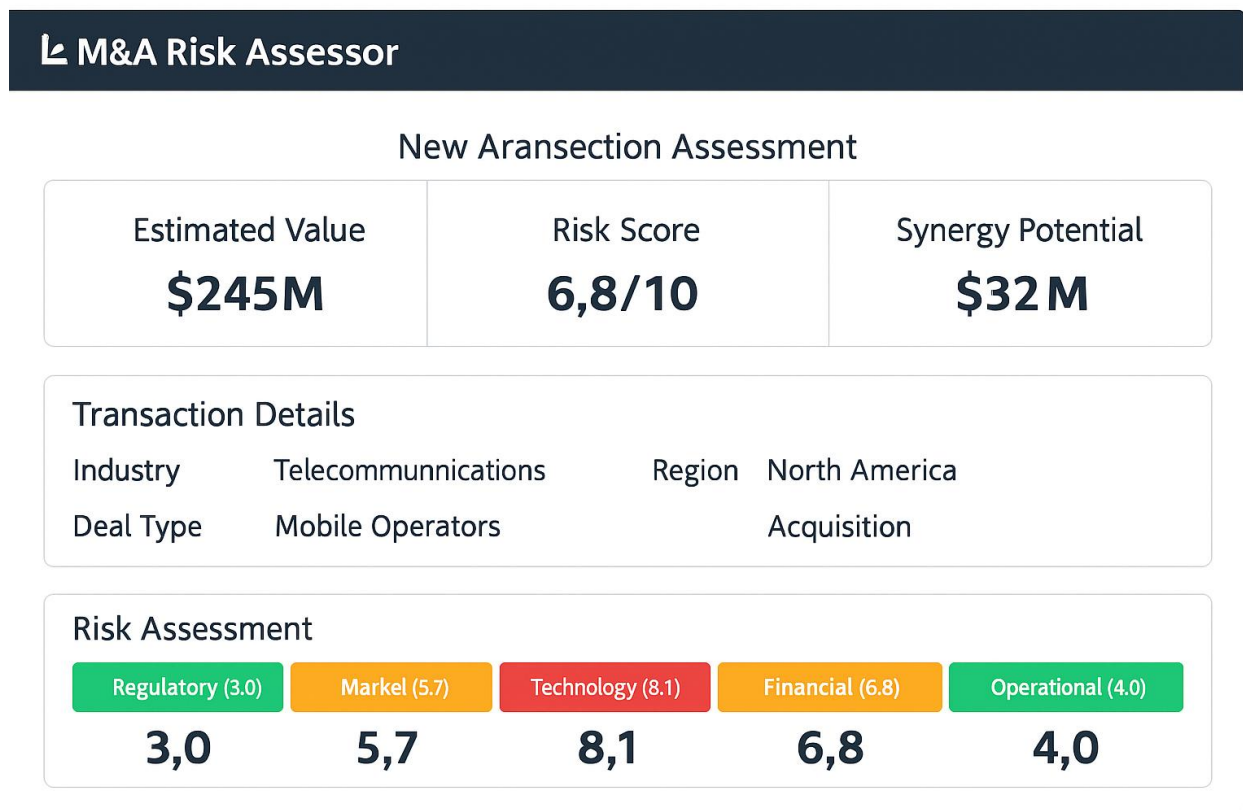 M&A Risk Assessor
New Aransection Assessment
Estimated Value Risk Score Synergy Potential
$245M 6,8/10 $32M
Transaction Details
Industry Telecommunnications Region North America
Deal Type Mobile Operators Acquisition
Risk Assessment
Regulatory (3.0) Markel (5.7) Technology (8.1) Financial (6.8) Operational (4.0)
3,0 5,7 8,1 6,8 4,0